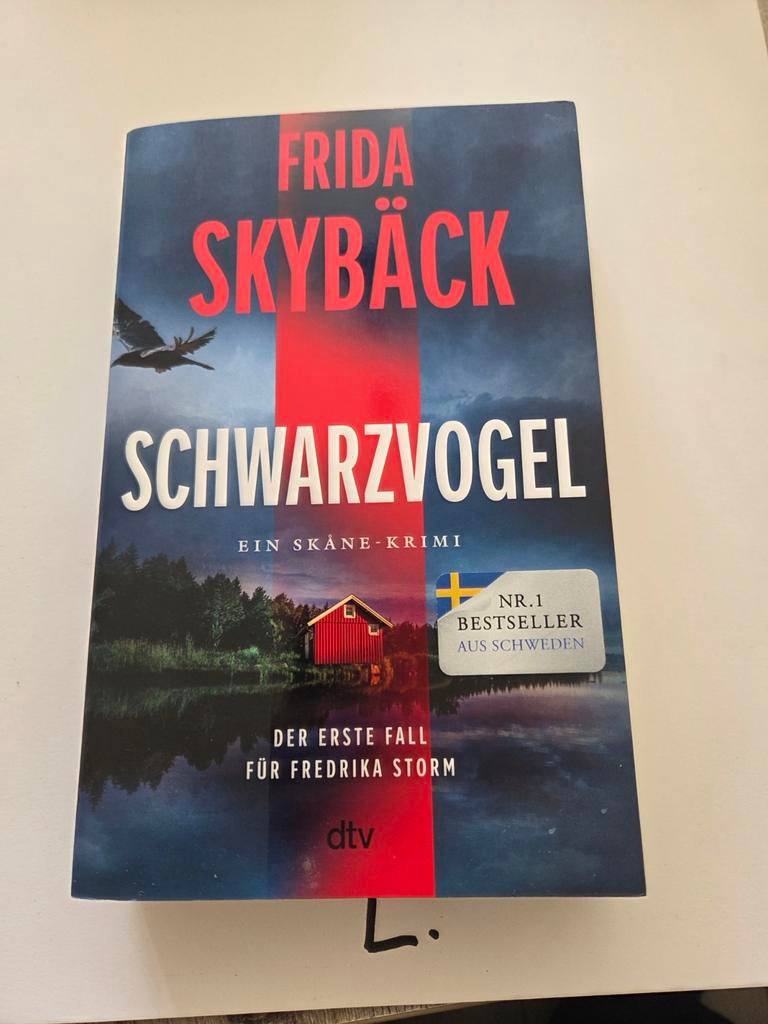 FRIDA
SKYBÄCK
SCHWARZVOGEL
EIN SKÅNE-KRIMI
NR. 1
BESTSELLER
AUS SCHWEDEN
DER ERSTE FALL
FÜR FREDRIKA STORM
dtv
L.